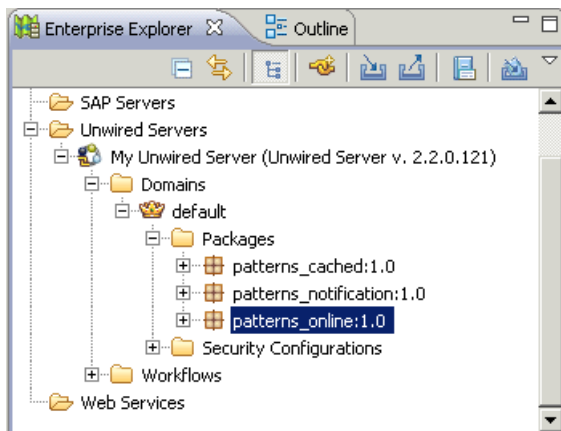 Enterprise Explorer Outline
SAP Servers
Unwired Servers
My Unwired Server (Unwired Server v. 2.2.0.121)
Domains
default
Packages
patterns_cached:1.0
patterns_notification:1.0
patterns_online:1.0
Security Configurations
Workflows
Web Services